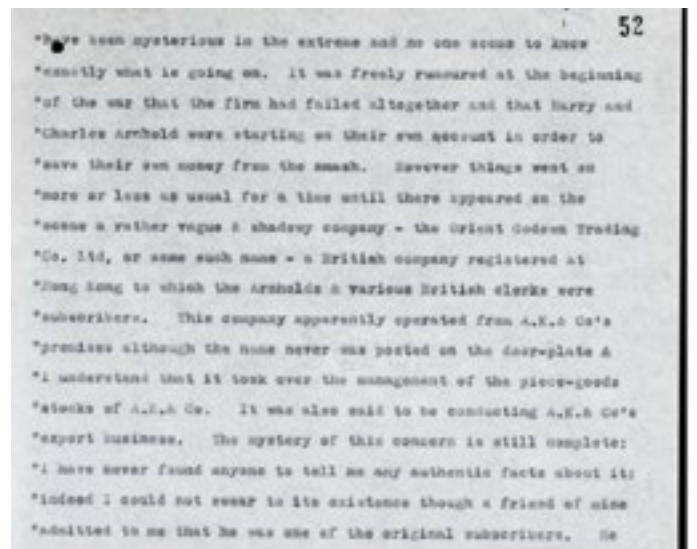 52
"have been mysterious in the extreme and no one seems to know
"exactly what is going on. It was freely rumoured at the beginning
"of the war that the firm had failed altogether and that Harry and
"Charles Arnhold were starting on their own account in order to
"save their own money from the smash. However things went on
"more or less as usual for a time until there appeared on the
"scene a rather vague & shadowy company - the Orient Godown Trading
"Co. Ltd, or some such name - a British company registered at
"Hong Kong to which the Arnholds & various British clerks were
"subscribers. This company apparently operated from A.K.& Co's
"premises although the name never was posted on the door-plate &
"I understand that it took over the management of the piece-goods
"stocks of A.K.& Co. It was also said to be conducting A.K.& Co's
"export business. The mystery of this concern is still complete:
"I have never found anyone to tell me any authentic facts about it;
"indeed I could not swear to its existence though a friend of mine
"admitted to me that he was one of the original subscribers. He